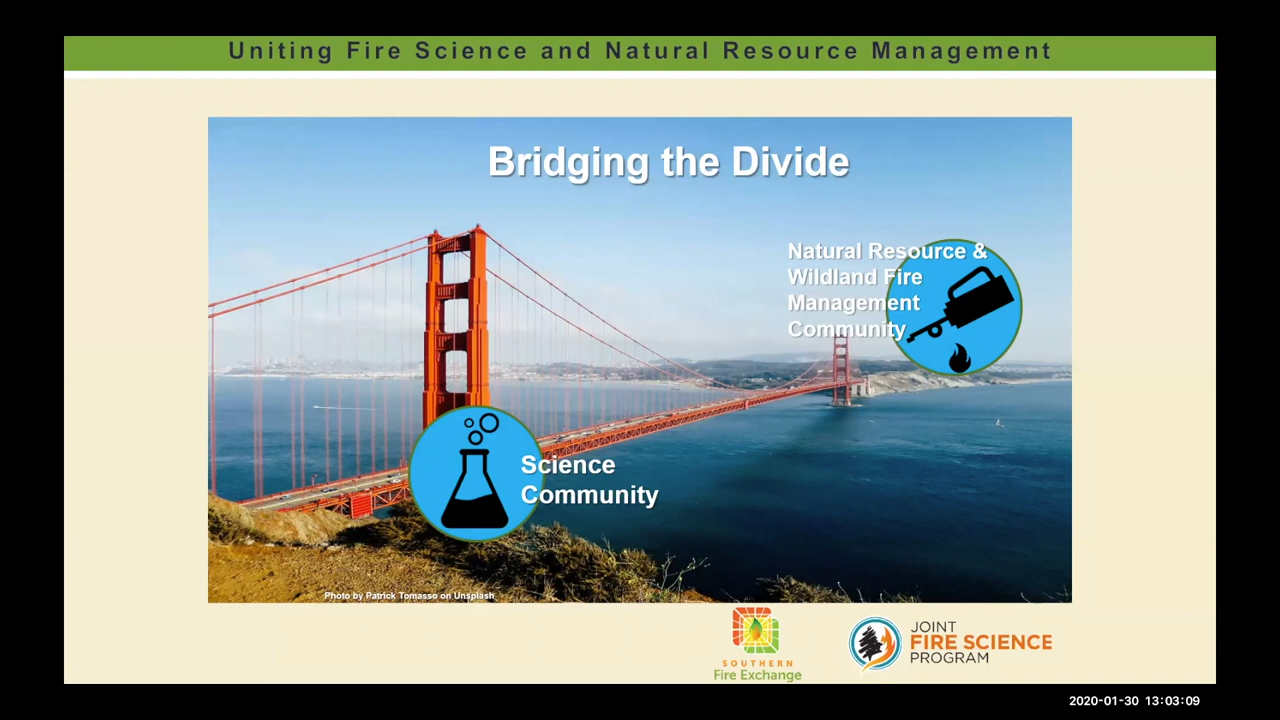 Uniting Fire Science and Natural Resource Management
Bridging the Divide
Natural Resource &
Wildland Fire
Management
Community
Science
Community
Photo by Patrick Tomasso on Unsplash
SOUTHERN
Fire Exchange
JOINT
FIRE SCIENCE
PROGRAM
2020-01-30 13:03:09